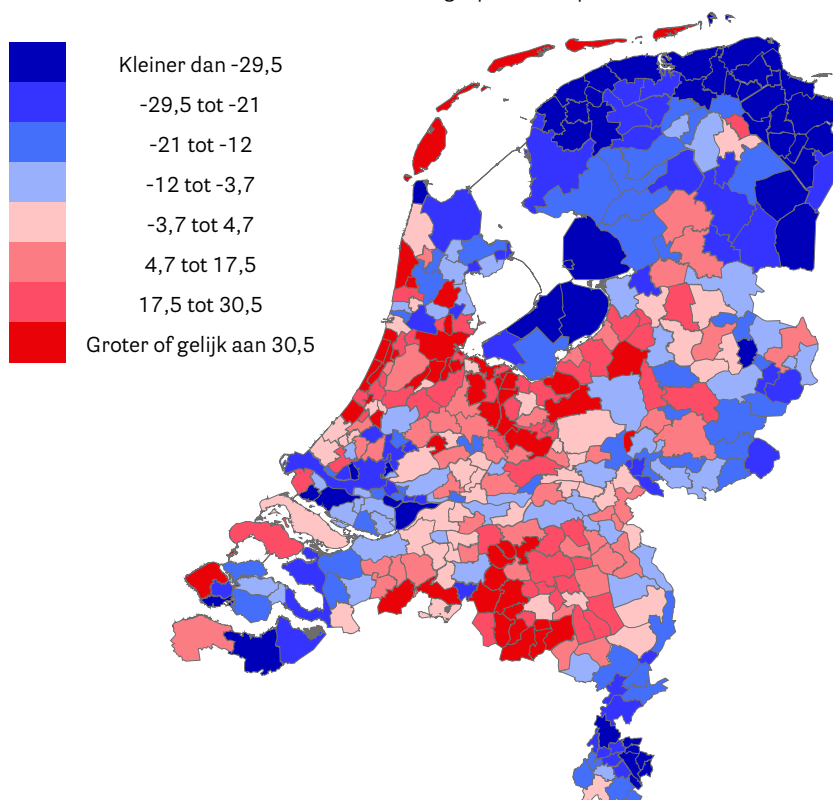 Kleiner dan -29,5
-29,5 tot -21
-21 tot -12
-12 tot -3,7
-3,7 tot 4,7
4,7 tot 17,5
17,5 tot 30,5
Groter of gelijk aan 30,5